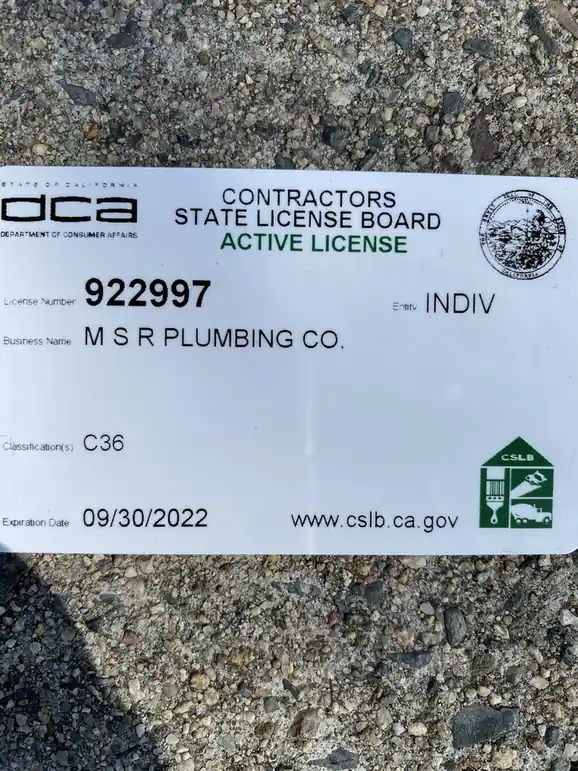 STATE OF CALIFORNIA
dca
DEPARTMENT OF CONSUMER AFFAIRS
CONTRACTORS
STATE LICENSE BOARD
ACTIVE LICENSE
License Number 922997
Entity INDIV
Business Name M S R PLUMBING CO.
Classification(s) C36
CSLB
Expiration Date 09/30/2022
www.cslb.ca.gov